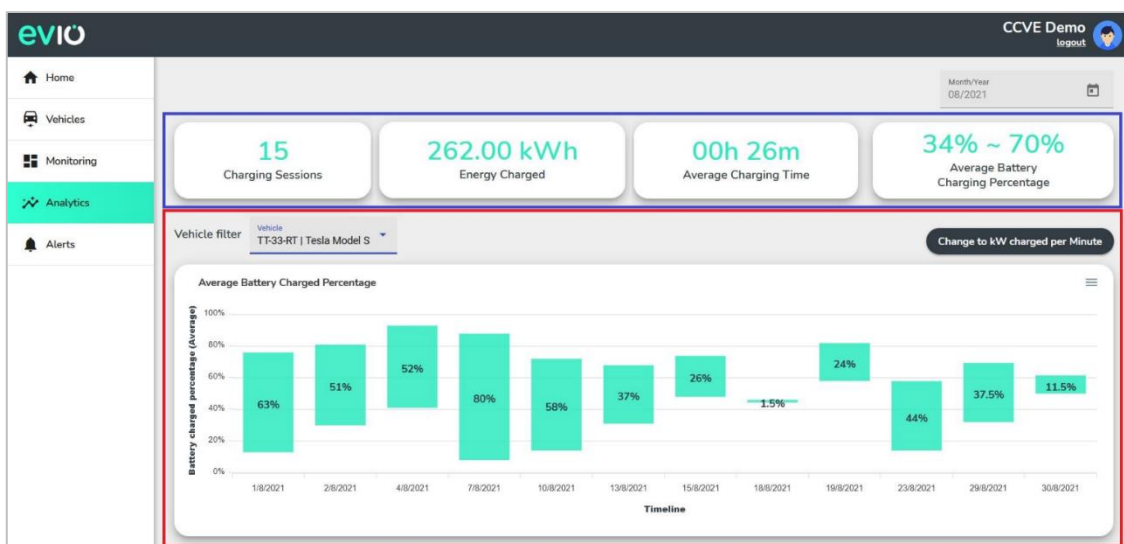 evio
CCVE Demo
logout
Home
Vehicles
Monitoring
Analytics
Alerts
Month/Year
08/2021
15
Charging Sessions
262.00 kWh
Energy Charged
00h 26m
Average Charging Time
34% ~ 70%
Average Battery
Charging Percentage
Vehicle filter
Vehicle
TT-33-RT | Tesla Model S
Change to kW charged per Minute
Average Battery Charged Percentage
Battery charged percentage (Average)
100%
80%
60%
40%
20%
0%
63%
51%
52%
80%
58%
37%
26%
1.5%
24%
44%
37.5%
11.5%
1/8/2021 2/8/2021 4/8/2021 7/8/2021 10/8/2021 13/8/2021 15/8/2021 18/8/2021 19/8/2021 23/8/2021 29/8/2021 30/8/2021
Timeline